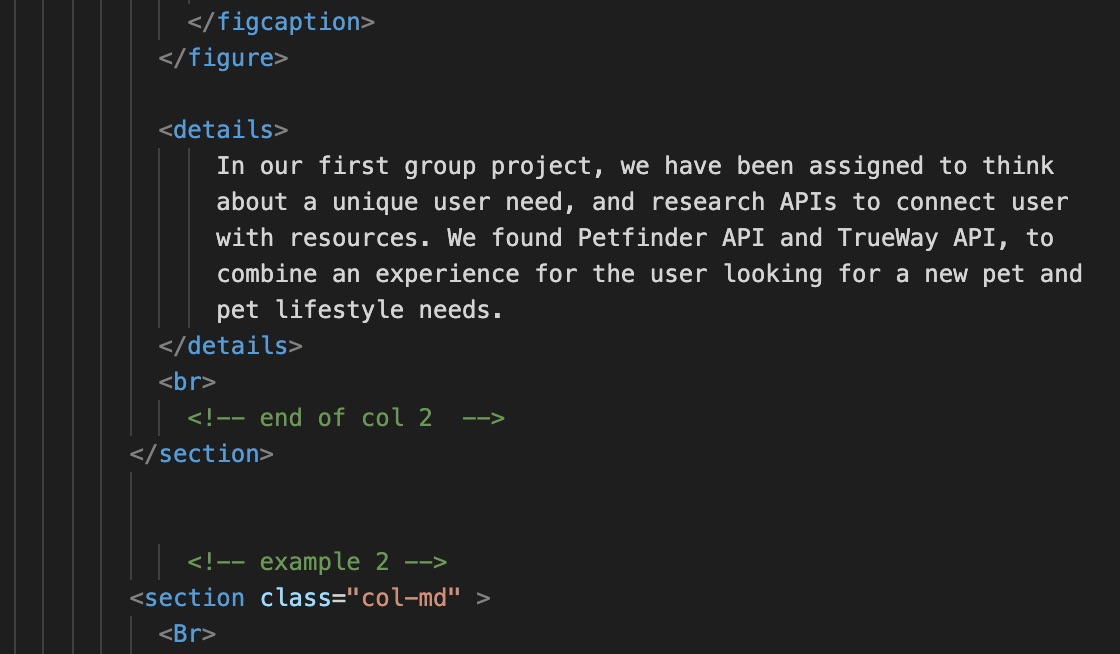 </figcaption>
</figure>
<details>
In our first group project, we have been assigned to think
about a unique user need, and research APIs to connect user
with resources. We found Petfinder API and TrueWay API, to
combine an experience for the user looking for a new pet and
pet lifestyle needs.
</details>
<br>
<!-- end of col 2  -->
</section>
<!-- example 2 -->
<section class="col-md" >
<Br>